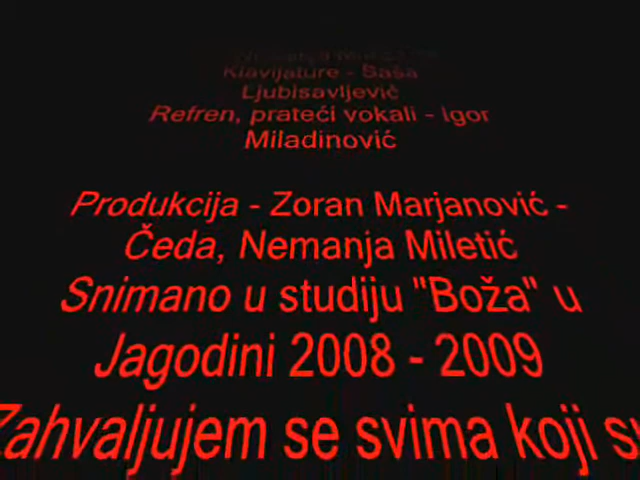 Klavijature - Saša
Ljubisavljević
Refren, prateći vokali - Igor
Miladinović
Produkcija - Zoran Marjanović -
Čeda, Nemanja Miletić
Snimano u studiju "Boža" u
Jagodini 2008 - 2009
Zahvaljujem se svima koji su